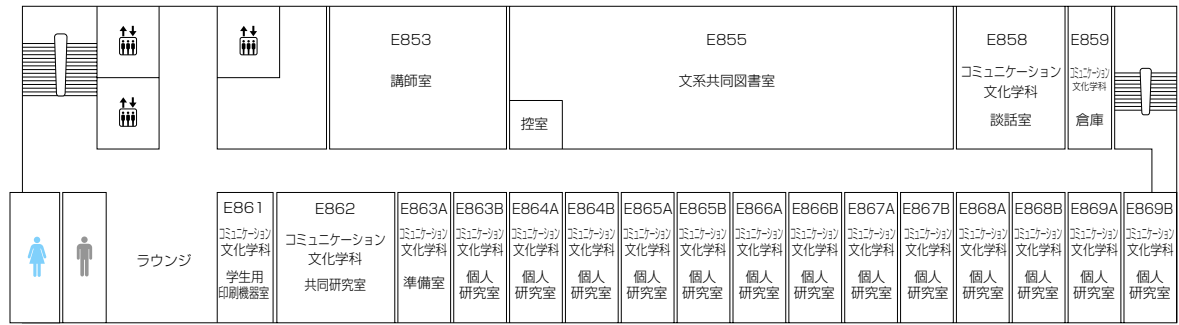 E853
講師室
E855
文系共同図書室
控室
E858
コミュニケーション
文化学科
談話室
E859
コミュニケーション
文化学科
倉庫
ラウンジ
E861
コミュニケーション
文化学科
学生用
印刷機器室
E862
コミュニケーション
文化学科
共同研究室
E863A
コミュニケーション
文化学科
準備室
E863B
コミュニケーション
文化学科
個人
研究室
E864A
コミュニケーション
文化学科
個人
研究室
E864B
コミュニケーション
文化学科
個人
研究室
E865A
コミュニケーション
文化学科
個人
研究室
E865B
コミュニケーション
文化学科
個人
研究室
E866A
コミュニケーション
文化学科
個人
研究室
E866B
コミュニケーション
文化学科
個人
研究室
E867A
コミュニケーション
文化学科
個人
研究室
E867B
コミュニケーション
文化学科
個人
研究室
E868A
コミュニケーション
文化学科
個人
研究室
E868B
コミュニケーション
文化学科
個人
研究室
E869A
コミュニケーション
文化学科
個人
研究室
E869B
コミュニケーション
文化学科
個人
研究室